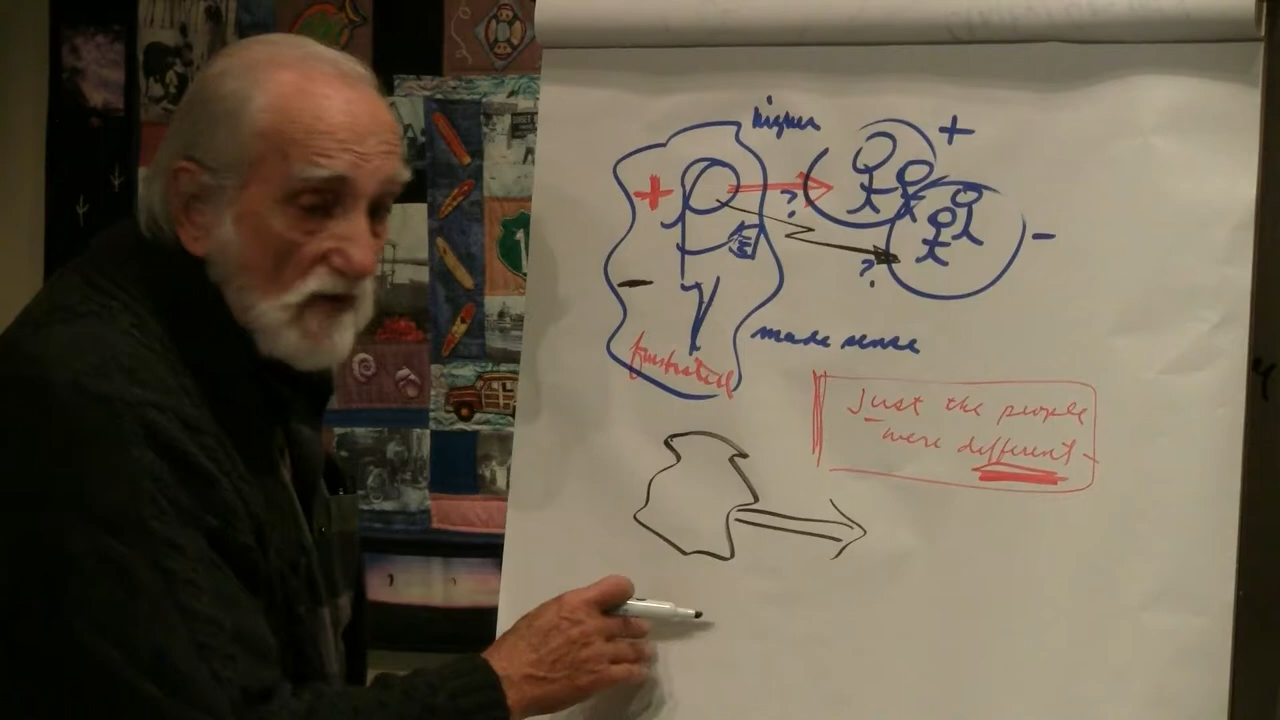 higher
+
+
?
-
-
?
made sense
frustrated
Just the people
were different